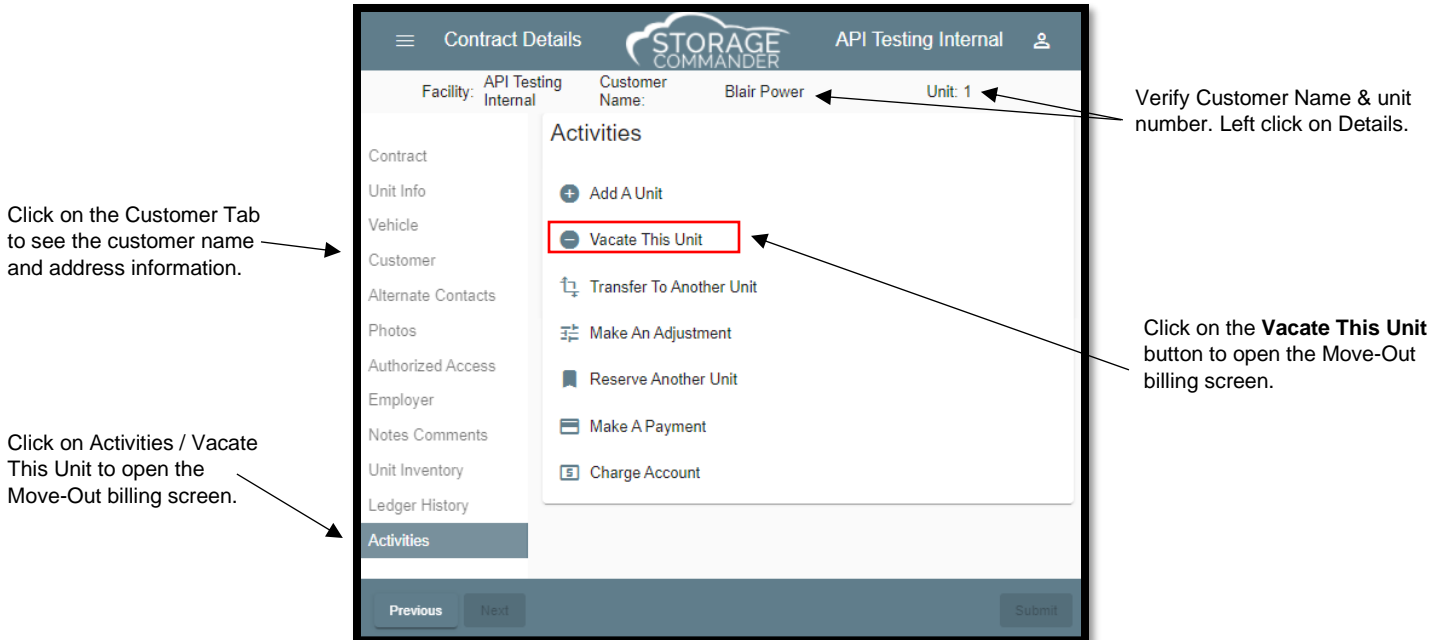 Contract Details
STORAGE
COMMANDER
API Testing Internal
Facility:
API Testing
Internal
Customer
Name:
Blair Power
Unit: 1
Verify Customer Name & unit
number. Left click on Details.
Activities
Contract
Unit Info
Vehicle
Customer
Alternate Contacts
Photos
Authorized Access
Employer
Notes Comments
Unit Inventory
Ledger History
Activities
Add A Unit
Vacate This Unit
Transfer To Another Unit
Make An Adjustment
Reserve Another Unit
Make A Payment
Charge Account
Click on the Customer Tab
to see the customer name
and address information.
Click on Activities / Vacate
This Unit to open the
Move-Out billing screen.
Click on the Vacate This Unit
button to open the Move-Out
billing screen.
Previous
Next
Submit